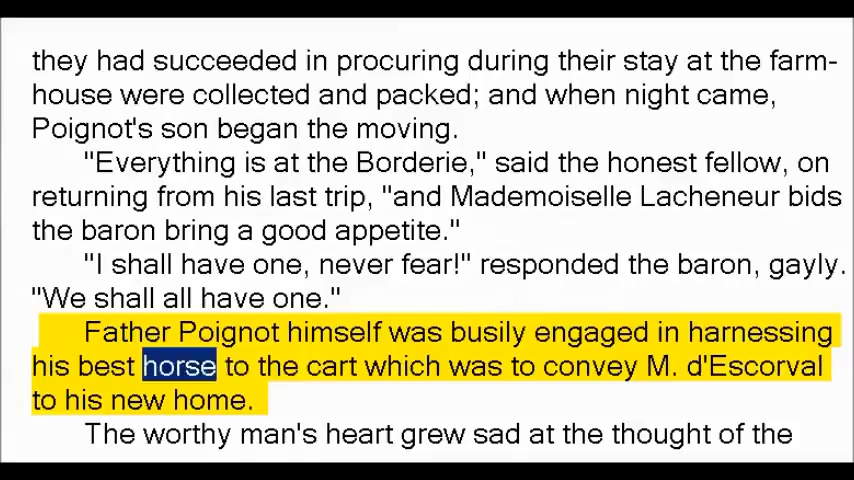 they had succeeded in procuring during their stay at the farm-
house were collected and packed; and when night came,
Poignot's son began the moving.
"Everything is at the Borderie," said the honest fellow, on
returning from his last trip, "and Mademoiselle Lacheneur bids
the baron bring a good appetite."
"I shall have one, never fear!" responded the baron, gayly.
"We shall all have one."
Father Poignot himself was busily engaged in harnessing
his best horse to the cart which was to convey M. d'Escorval
to his new home.
The worthy man's heart grew sad at the thought of the